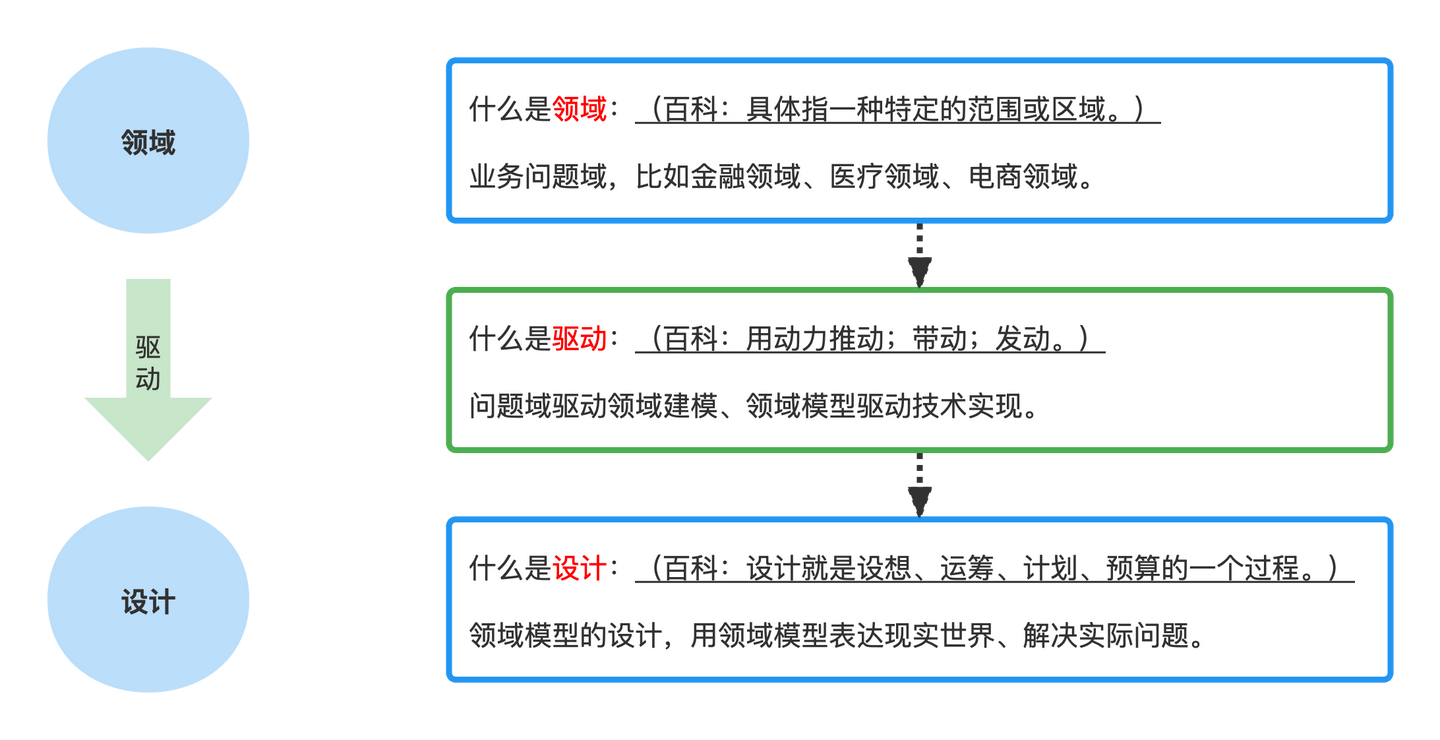 领域
什么是领域：（百科：具体指一种特定的范围或区域。）
业务问题域，比如金融领域、医疗领域、电商领域。
驱
动
什么是驱动：（百科：用动力推动；带动；发动。）
问题域驱动领域建模、领域模型驱动技术实现。
设计
什么是设计：（百科：设计就是设想、运筹、计划、预算的一个过程。）
领域模型的设计，用领域模型表达现实世界、解决实际问题。